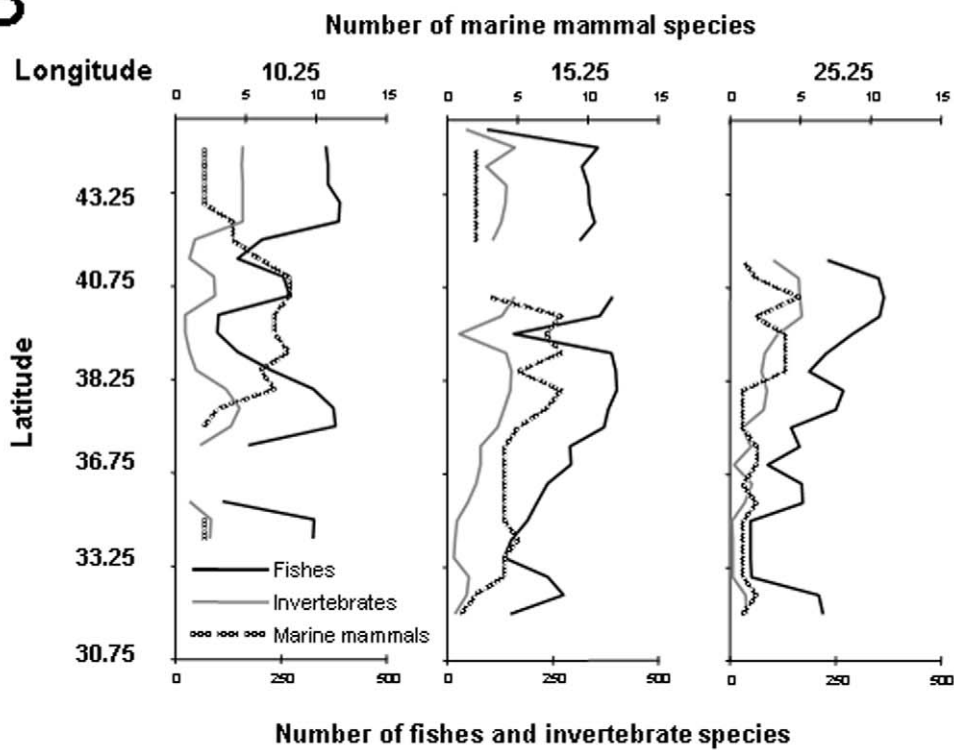 Number of marine mammal species
Longitude 10.25 15.25 25.25
0 5 10 15 0 5 10 15 0 5 10 15
43.25
40.75
38.25
36.75
33.25
30.75
Latitude
Fishes
Invertebrates
Marine mammals
0 250 500 0 250 500 0 250 500
Number of fishes and invertebrate species